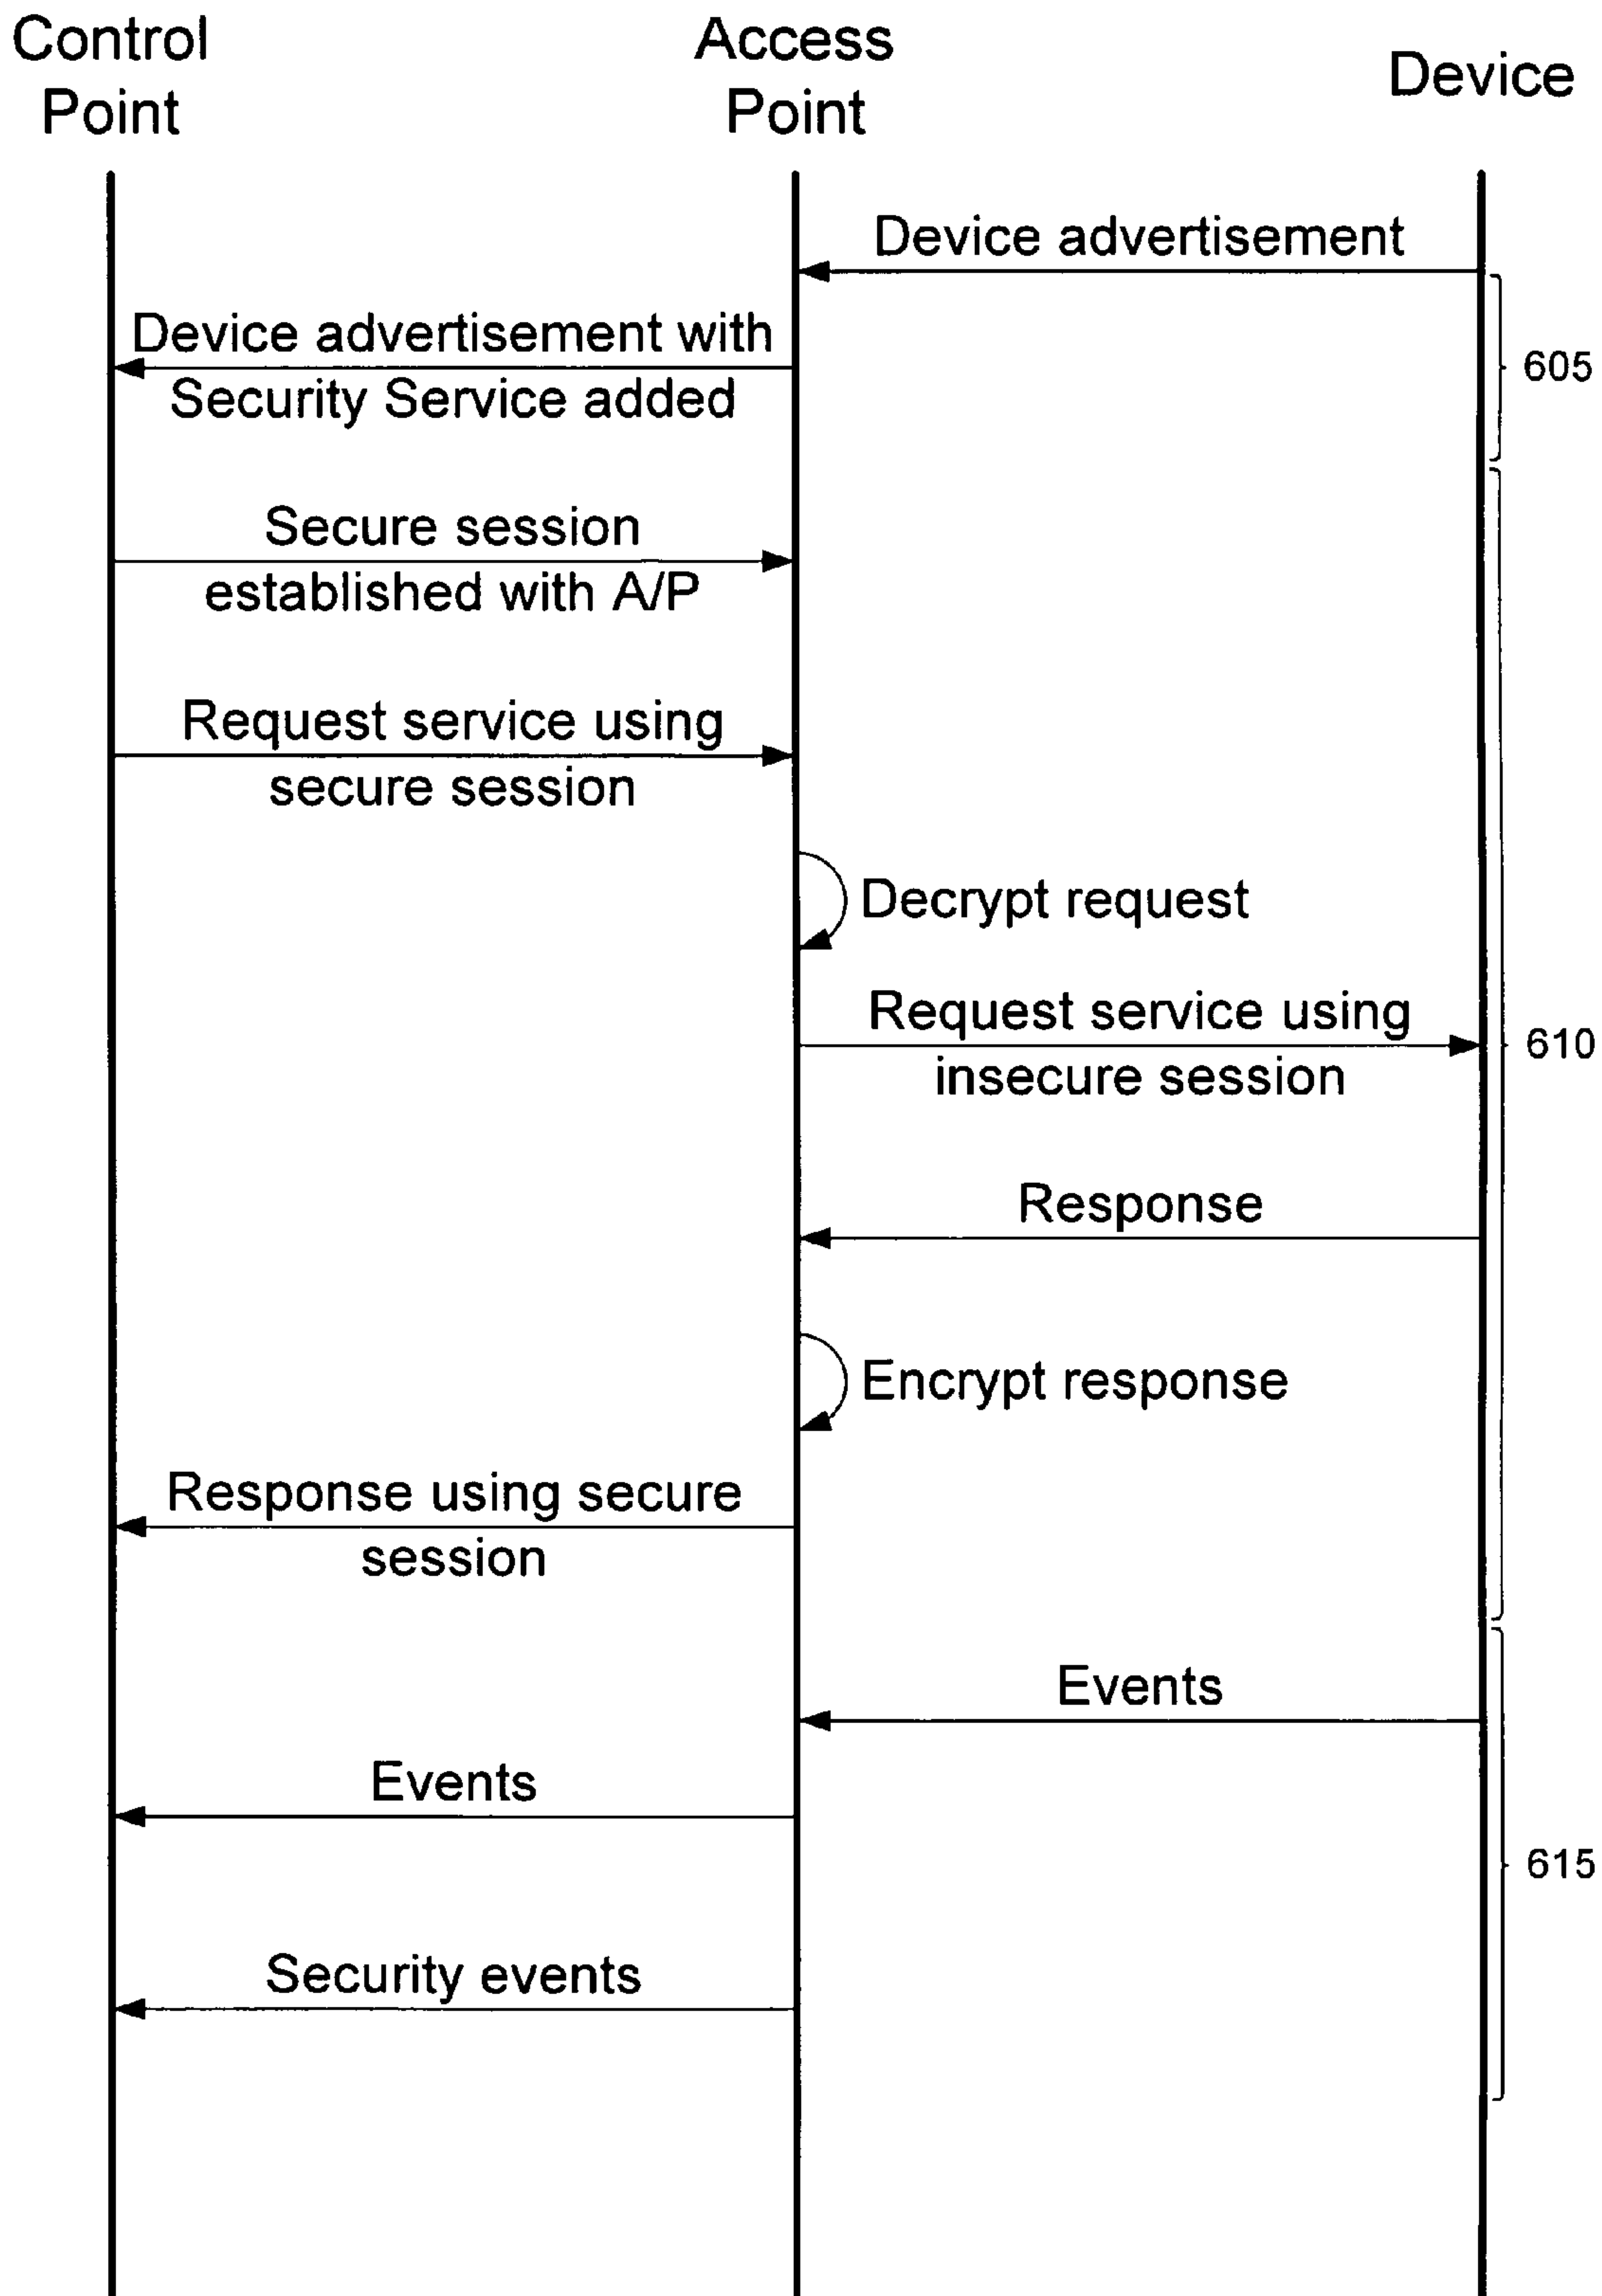 Control
Point
Access
Point
Device
Device advertisement
Device advertisement with
Security Service added
605
Secure session
established with A/P
Request service using
secure session
Decrypt request
Request service using
insecure session
610
Response
Encrypt response
Response using secure
session
Events
Events
615
Security events